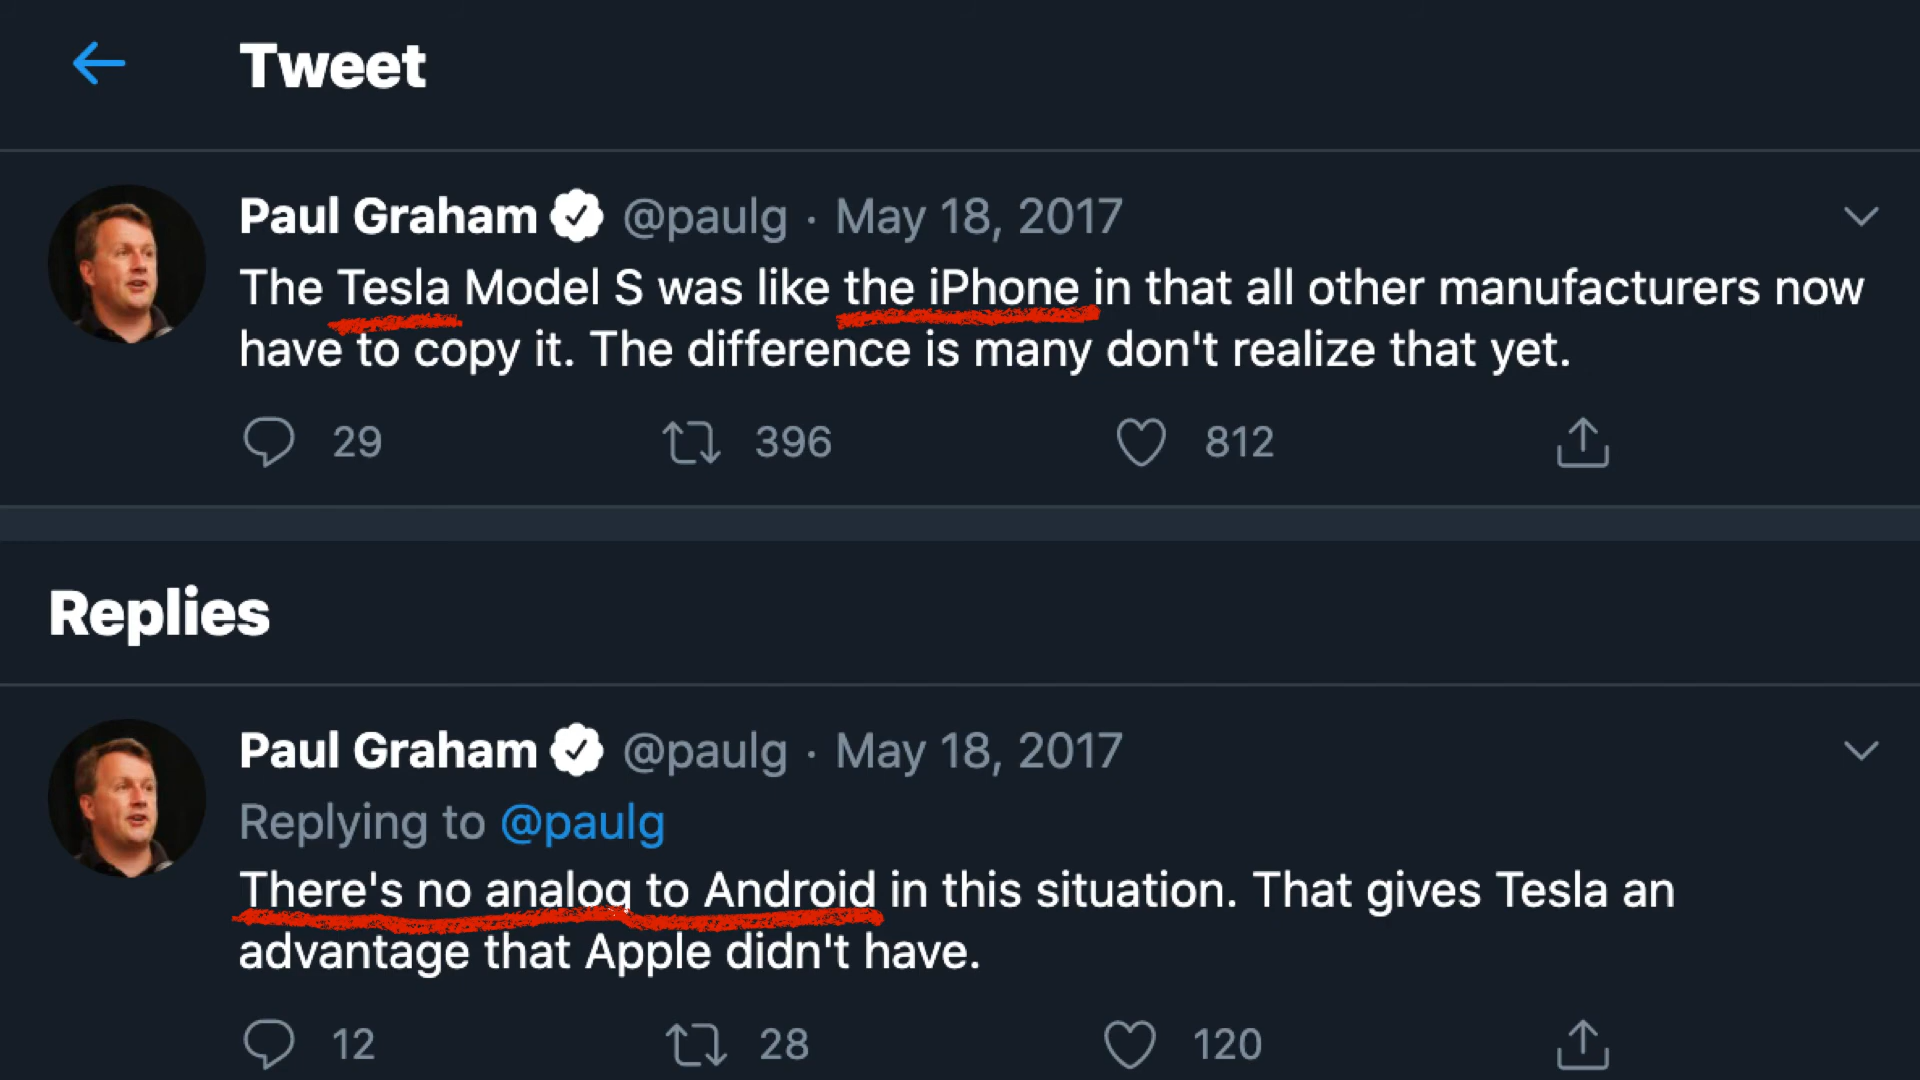 Tweet
Paul Graham @paulg · May 18, 2017
The Tesla Model S was like the iPhone in that all other manufacturers now
have to copy it. The difference is many don't realize that yet.
29 396 812
Replies
Paul Graham @paulg · May 18, 2017
Replying to @paulg
There's no analog to Android in this situation. That gives Tesla an
advantage that Apple didn't have.
12 28 120